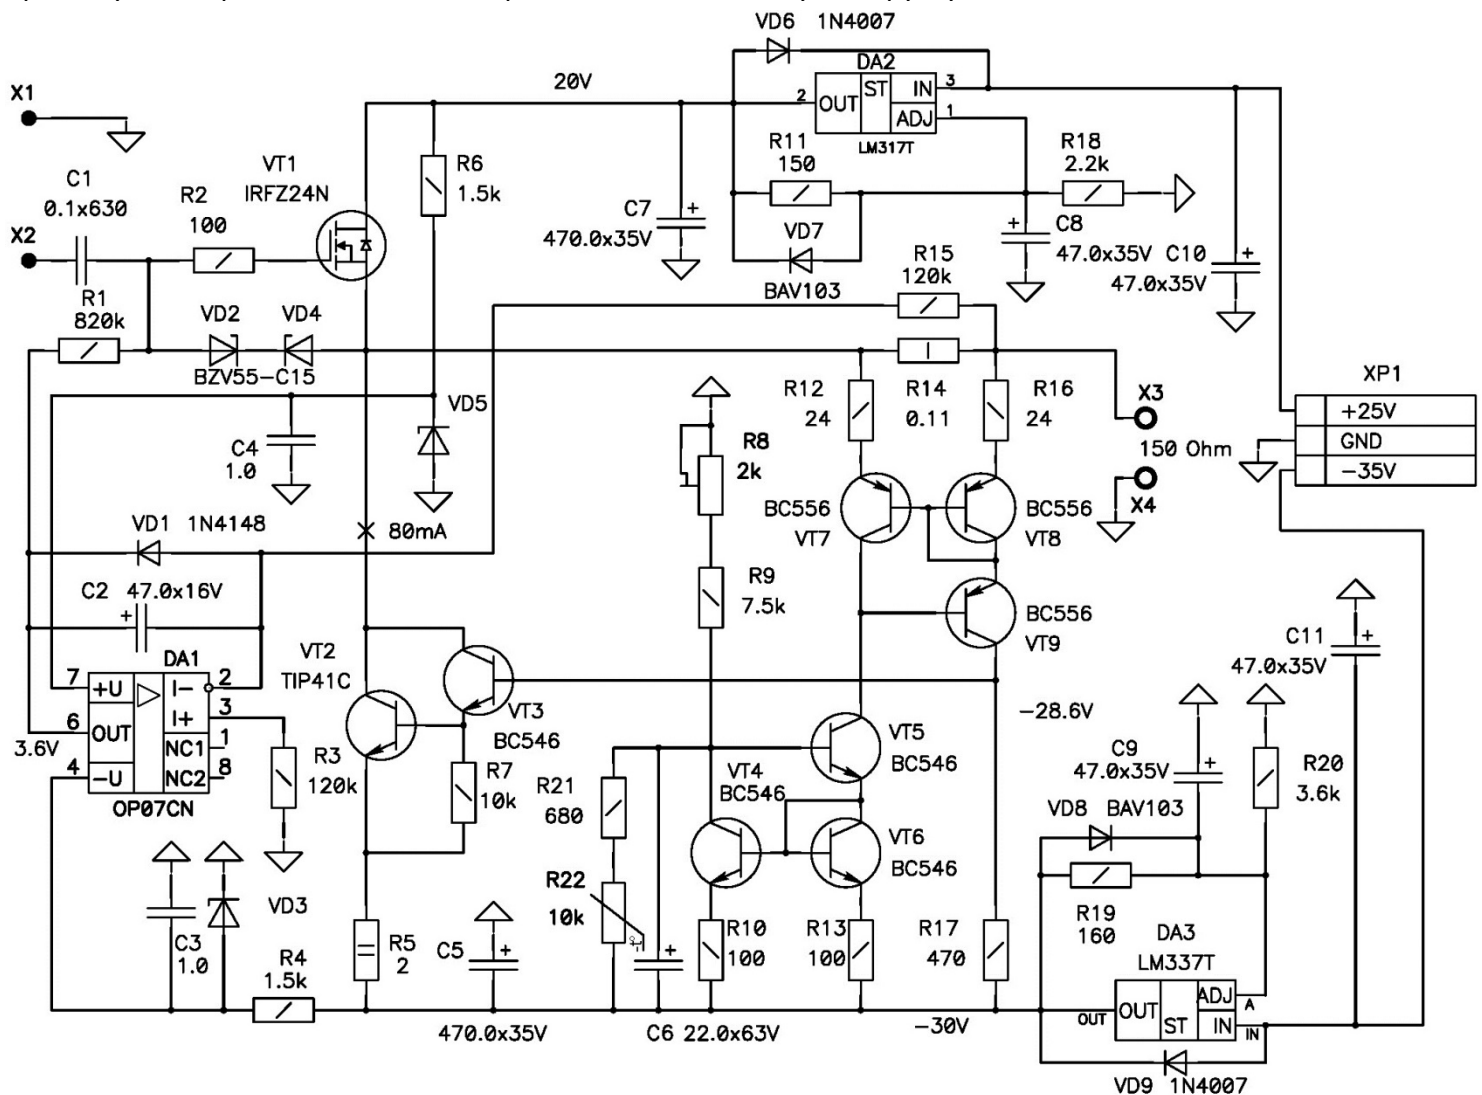 VD6 1N4007
DA2
20V
2 OUT ST IN 3
ADJ 1
LM317T
X1
R11
150
R18
2.2k
VT1
IRFZ24N
R6
1.5k
C1
0.1x630
R2
100
X2
C7
470.0x35V
VD7
BAV103
C8
47.0x35V
C10
47.0x35V
R15
120k
R1
820k
VD2 VD4
BZV55-C15
XP1
+25V
GND
-35V
VD5
R12
24
R14
0.11
R16
24
X3
150 Ohm
X4
C4
1.0
R8
2k
BC556
VT7
BC556
VT8
VD1 1N4148
80mA
C2 47.0x16V
R9
7.5k
BC556
VT9
C11
47.0x35V
DA1
7 +U I- 2
6 OUT I+ 3
NC1 1
4 -U NC2 8
OP07CN
3.6V
VT2
TIP41C
VT3
BC546
-28.6V
R3
120k
R7
10k
R21
680
VT4
BC546
VT5
BC546
C9
47.0x35V
R20
3.6k
VD8 BAV103
VT6
BC546
R22
10k
VD3
C3
1.0
R4
1.5k
R5
2
C5
470.0x35V
R10
100
R13
100
R17
470
R19
160
DA3
LM337T
OUT OUT ST ADJ A
IN IN
C6 22.0x63V
-30V
VD9 1N4007